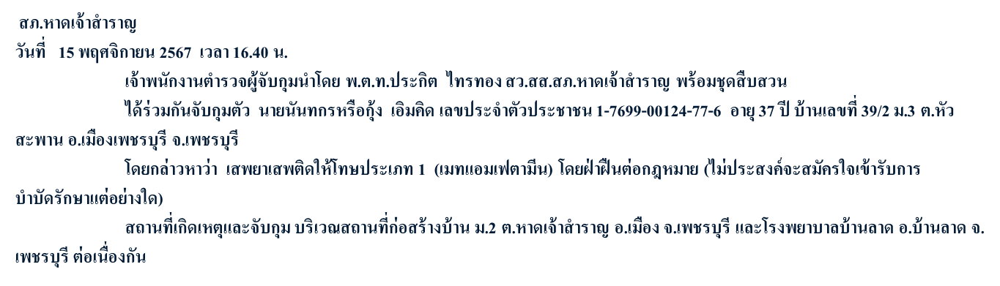 สภ.หาดเจ้าสำราญ
วันที่ 15 พฤศจิกายน 2567 เวลา 16.40 น.
เจ้าพนักงานตำรวจผู้จับกุมนำโดย พ.ต.ท.ประกิต ไทรทอง สว.สส.สภ.หาดเจ้าสำราญ พร้อมชุดสืบสวน
ได้ร่วมกันจับกุมตัว นายนันทกรหรือกุ้ง เอิมคิด เลขประจำตัวประชาชน 1-7699-00124-77-6 อายุ 37 ปี บ้านเลขที่ 39/2 ม.3 ต.หัว
สะพาน อ.เมืองเพชรบุรี จ.เพชรบุรี
โดยกล่าวหาว่า เสพยาเสพติดให้โทษประเภท 1 (เมทแอมเฟตามีน) โดยฝ่าฝืนต่อกฎหมาย (ไม่ประสงค์จะสมัครใจเข้ารับการ
บำบัดรักษาแต่อย่างใด)
สถานที่เกิดเหตุและจับกุม บริเวณสถานที่ก่อสร้างบ้าน ม.2 ต.หาดเจ้าสำราญ อ.เมือง จ.เพชรบุรี และโรงพยาบาลบ้านลาด อ.บ้านลาด จ.
เพชรบุรี ต่อเนื่องกัน